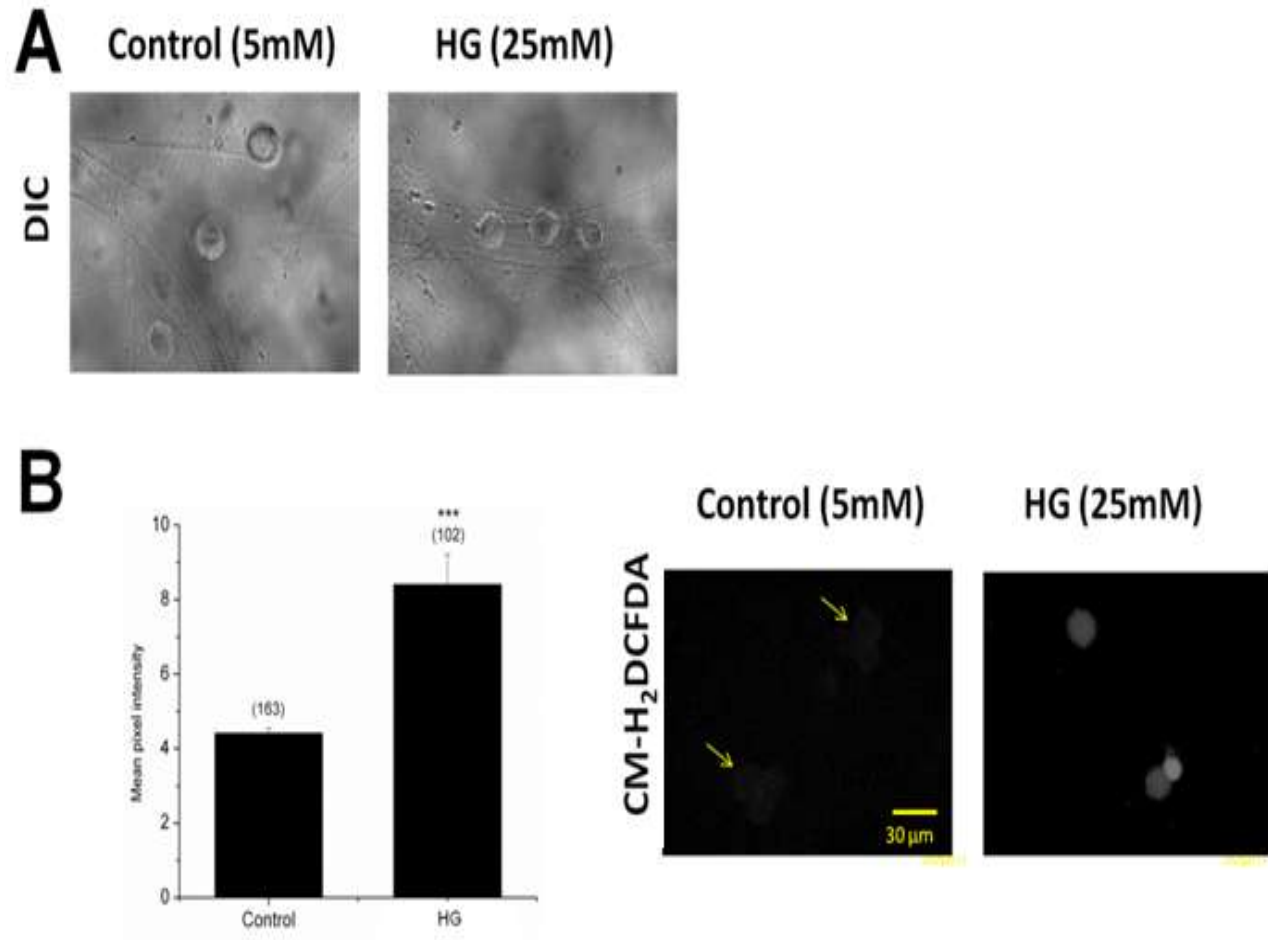 A
Control (5mM)
HG (25mM)
DIC
B
Mean pixel intensity
10
8
6
4
2
0
(163)
***
(102)
Control
HG
Control (5mM)
HG (25mM)
CM-H₂DCFDA
30 μm